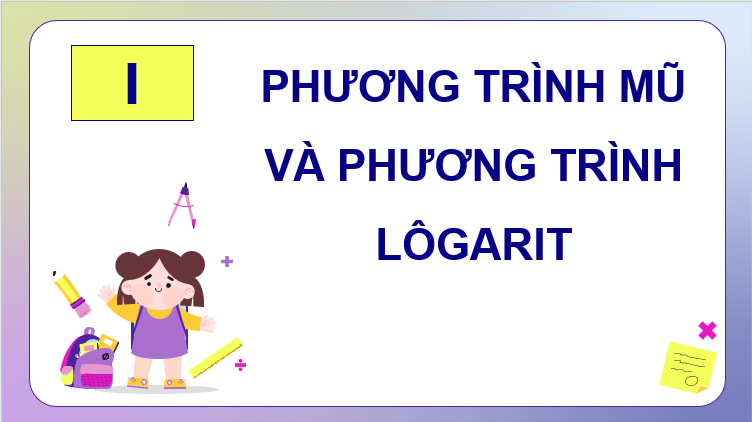 I
PHƯƠNG TRÌNH MŨ
VÀ PHƯƠNG TRÌNH
LÔGARIT